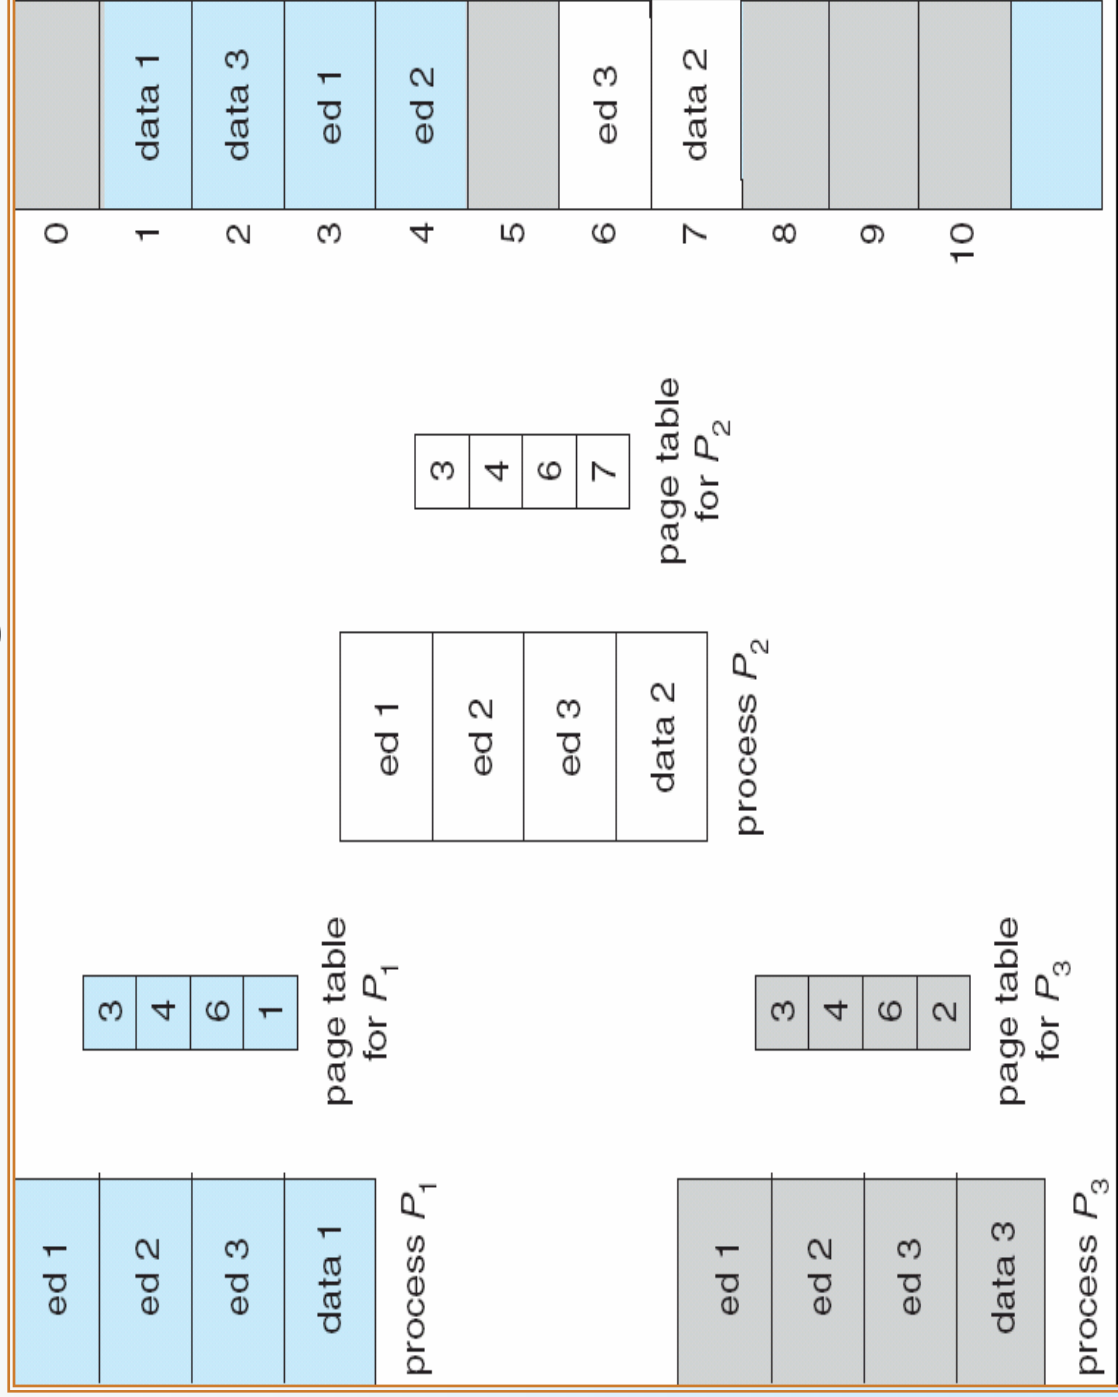 ed 1
ed 2
ed 3
data 1
process P1
3
4
6
1
page table
for P1
ed 1
ed 2
ed 3
data 2
process P2
3
4
6
7
page table
for P2
ed 1
ed 2
ed 3
data 3
process P3
3
4
6
2
page table
for P3
0
1 data 1
2 data 3
3 ed 1
4 ed 2
5
6 ed 3
7 data 2
8
9
10